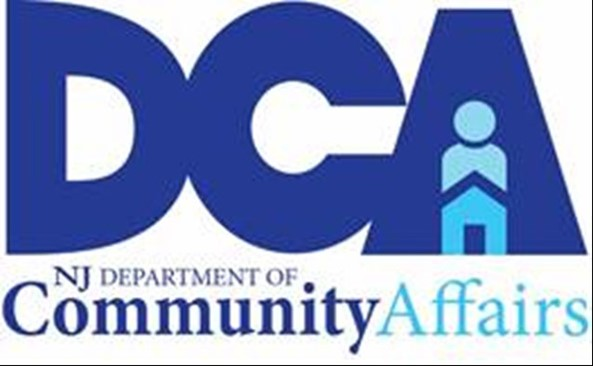 DCA
NJ DEPARTMENT OF
CommunityAffairs